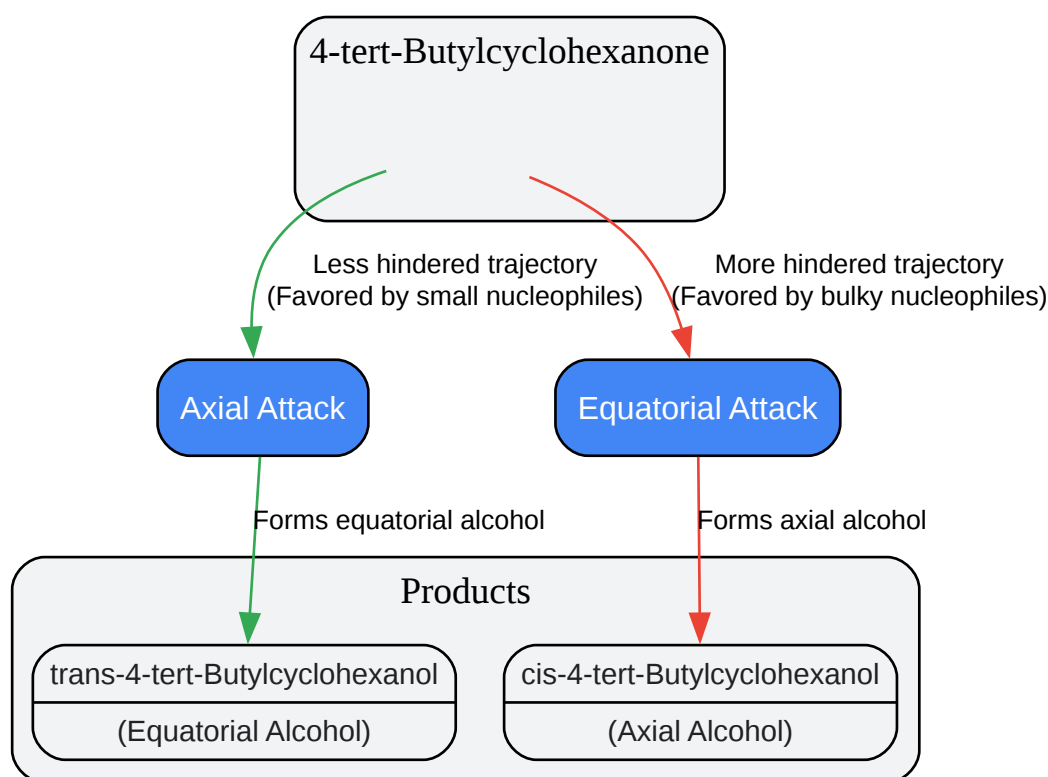 4-tert-Butylcyclohexanone
Less hindered trajectory
(Favored by small nucleophiles)
More hindered trajectory
(Favored by bulky nucleophiles)
Axial Attack
Equatorial Attack
Forms equatorial alcohol
Forms axial alcohol
Products
trans-4-tert-Butylcyclohexanol
(Equatorial Alcohol)
cis-4-tert-Butylcyclohexanol
(Axial Alcohol)